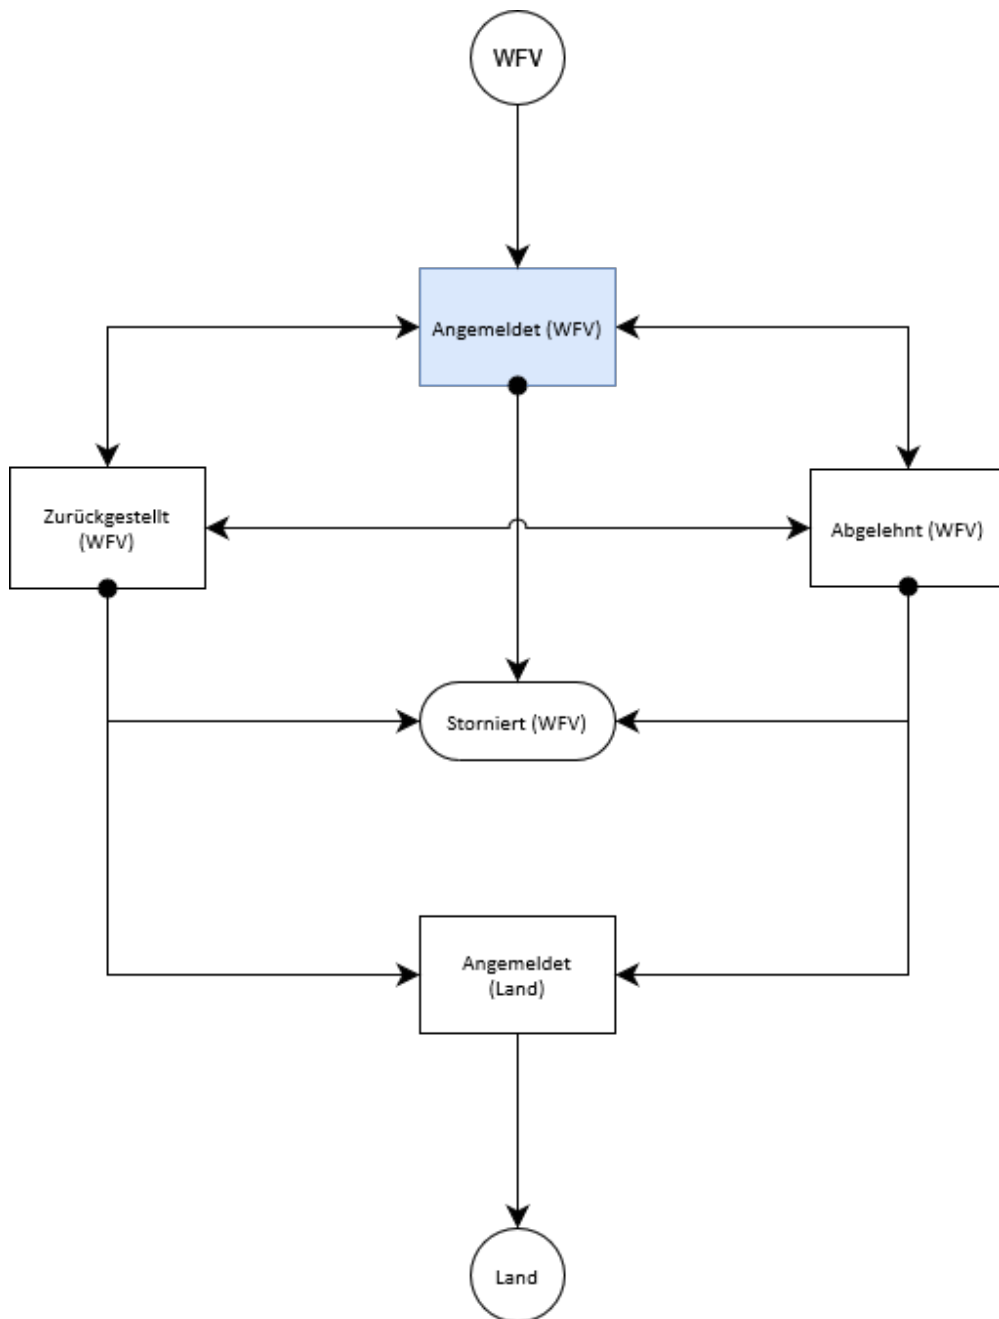 WFV
Angemeldet (WFV)
Zurückgestellt
(WFV)
Abgelehnt (WFV)
Storniert (WFV)
Angemeldet
(Land)
Land